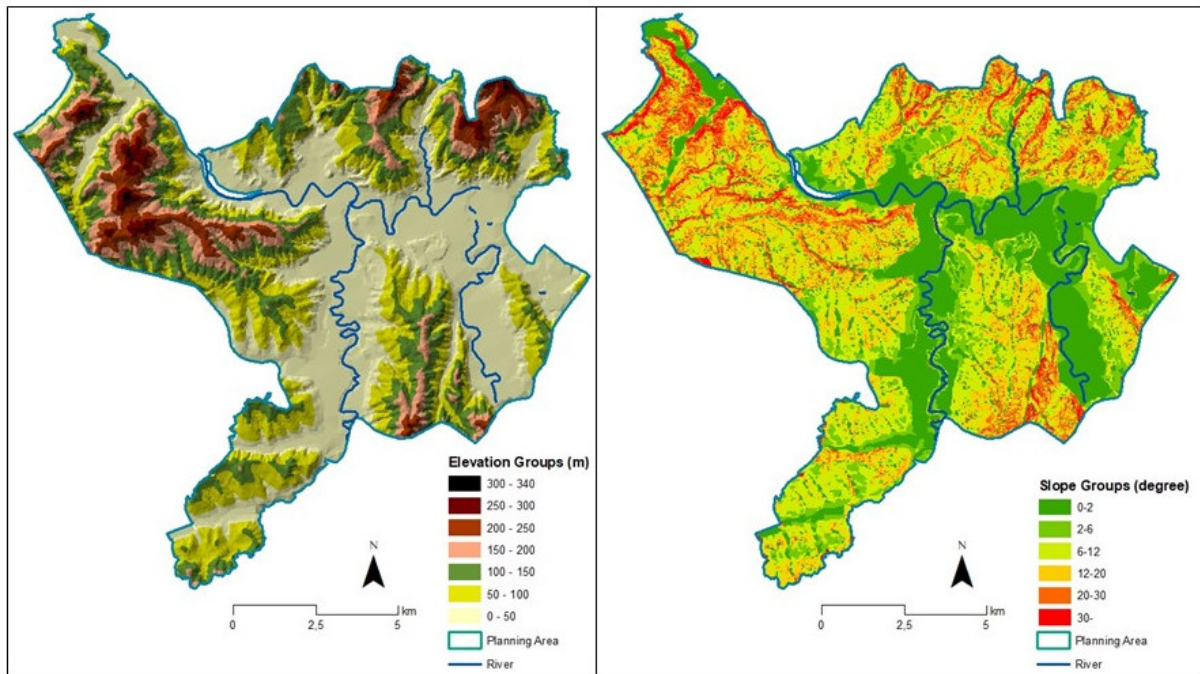 Elevation Groups (m)
300 - 340
250 - 300
200 - 250
150 - 200
100 - 150
50 - 100
0 - 50
Planning Area
River
N
km
0 2,5 5
Slope Groups (degree)
0-2
2-6
6-12
12-20
20-30
30-
Planning Area
River
N
km
0 2,5 5